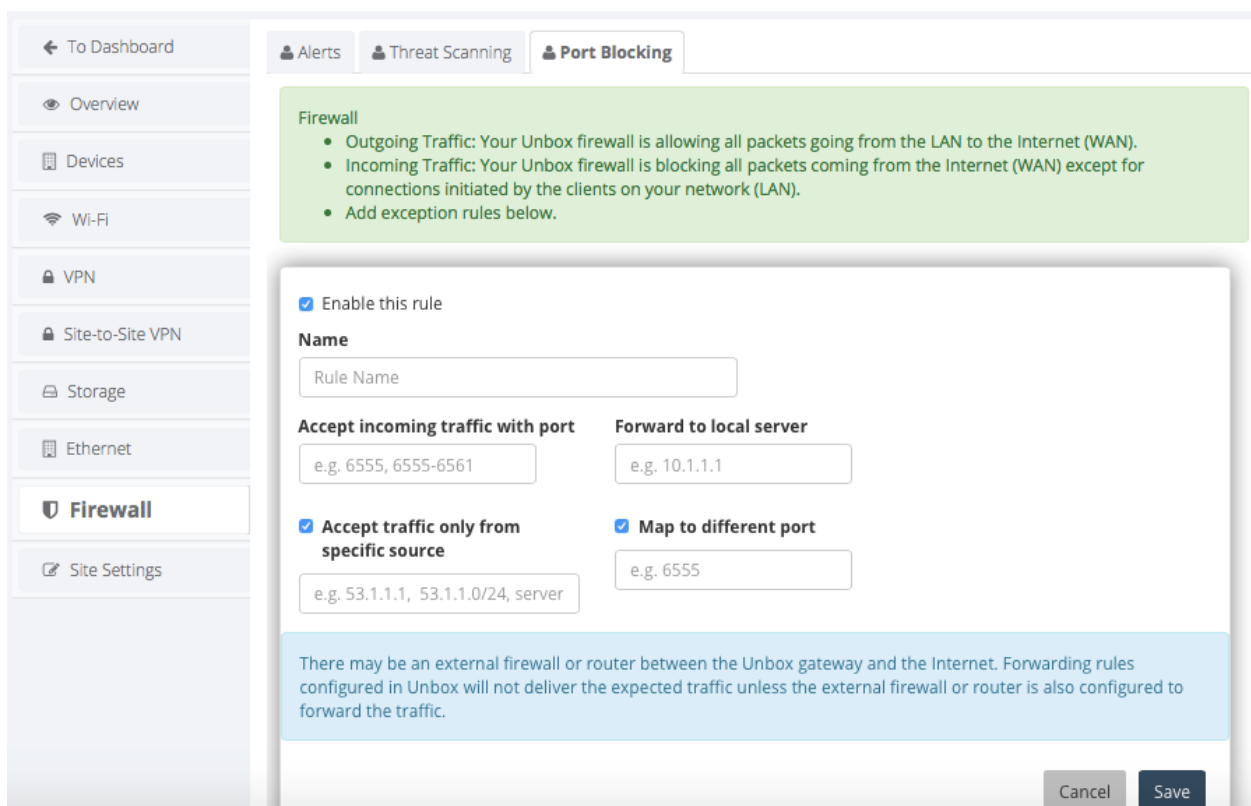 To Dashboard
Overview
Devices
Wi-Fi
VPN
Site-to-Site VPN
Storage
Ethernet
Firewall
Site Settings
Alerts
Threat Scanning
Port Blocking
Firewall
• Outgoing Traffic: Your Unbox firewall is allowing all packets going from the LAN to the Internet (WAN).
• Incoming Traffic: Your Unbox firewall is blocking all packets coming from the Internet (WAN) except for
connections initiated by the clients on your network (LAN).
• Add exception rules below.
Enable this rule
Name
Rule Name
Accept incoming traffic with port
e.g. 6555, 6555-6561
Forward to local server
e.g. 10.1.1.1
Accept traffic only from
specific source
e.g. 53.1.1.1, 53.1.1.0/24, server
Map to different port
e.g. 6555
There may be an external firewall or router between the Unbox gateway and the Internet. Forwarding rules
configured in Unbox will not deliver the expected traffic unless the external firewall or router is also configured to
forward the traffic.
Cancel
Save